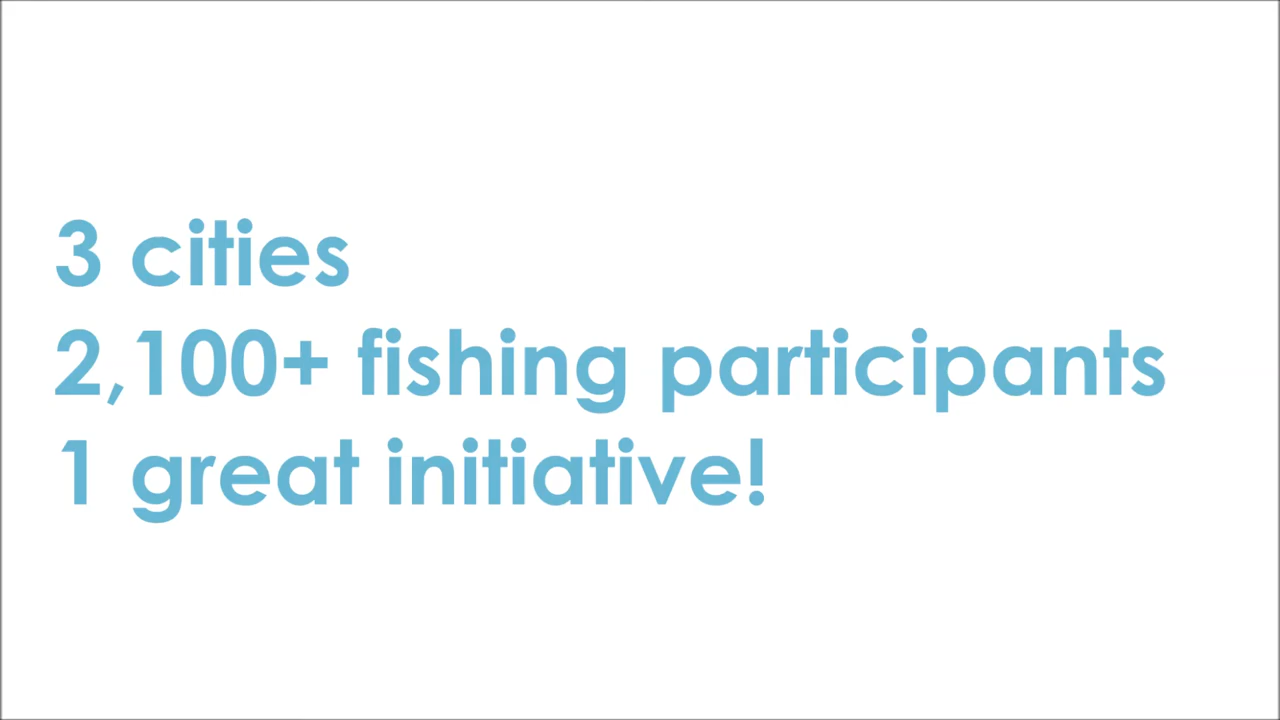 3 cities
2,100+ fishing participants
1 great initiative!